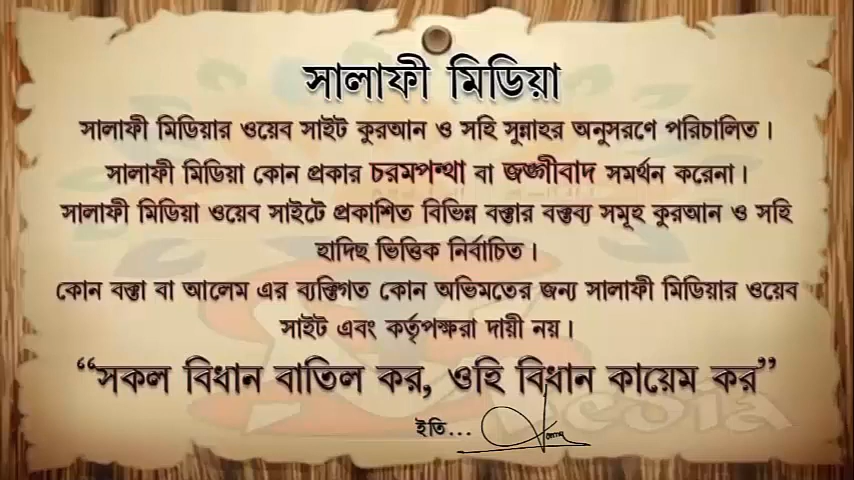 সালাফী মিডিয়া
সালাফী মিডিয়ার ওয়েব সাইট কুরআন ও সহি সুন্নাহর অনুসরণে পরিচালিত।
সালাফী মিডিয়া কোন প্রকার চরমপন্থা বা জঙ্গীবাদ সমর্থন করেনা।
সালাফী মিডিয়া ওয়েব সাইটে প্রকাশিত বিভিন্ন বক্তার বক্তব্য সমূহ কুরআন ও সহি
হাদিছ ভিত্তিক নির্বাচিত।
কোন বক্তা বা আলেম এর ব্যক্তিগত কোন অভিমতের জন্য সালাফী মিডিয়ার ওয়েব
সাইট এবং কর্তৃপক্ষরা দায়ী নয়।
“সকল বিধান বাতিল কর, ওহি বিধান কায়েম কর”
ইতি...